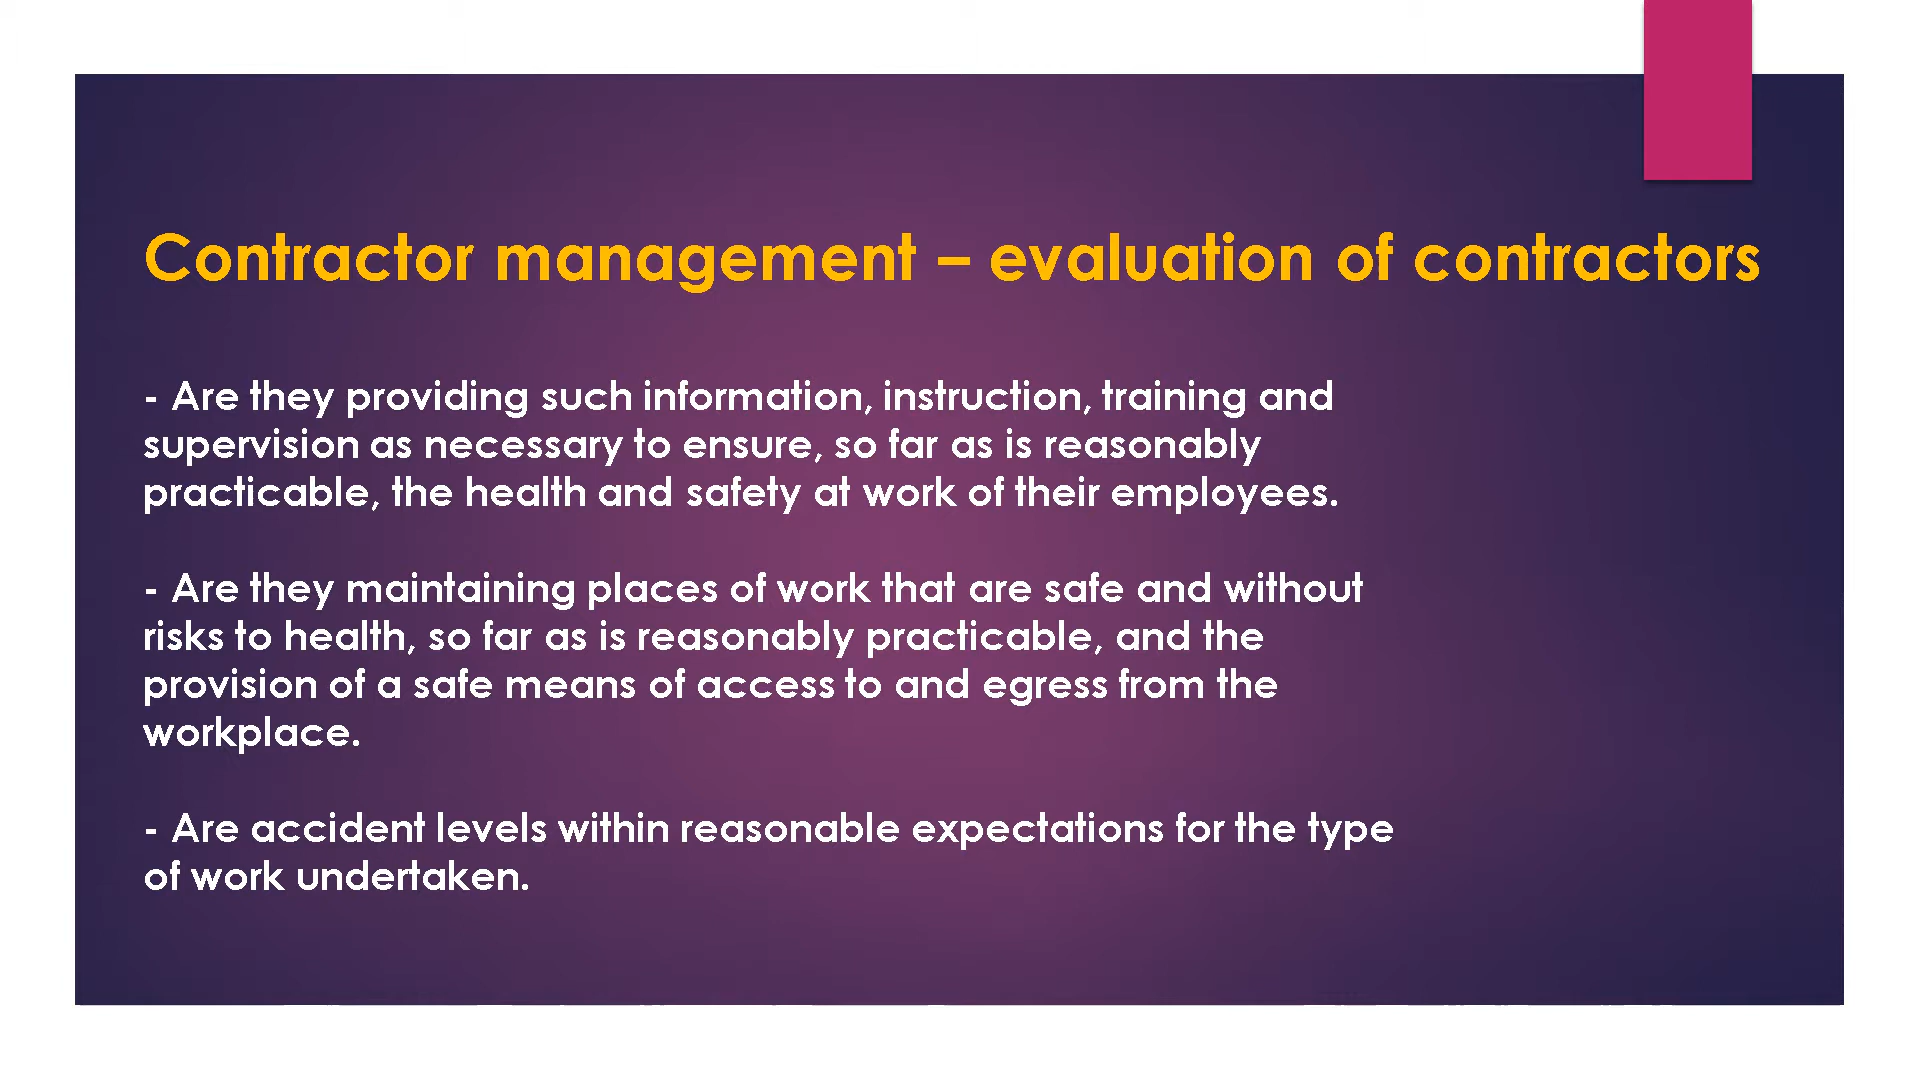 Contractor management – evaluation of contractors
- Are they providing such information, instruction, training and
supervision as necessary to ensure, so far as is reasonably
practicable, the health and safety at work of their employees.
- Are they maintaining places of work that are safe and without
risks to health, so far as is reasonably practicable, and the
provision of a safe means of access to and egress from the
workplace.
- Are accident levels within reasonable expectations for the type
of work undertaken.